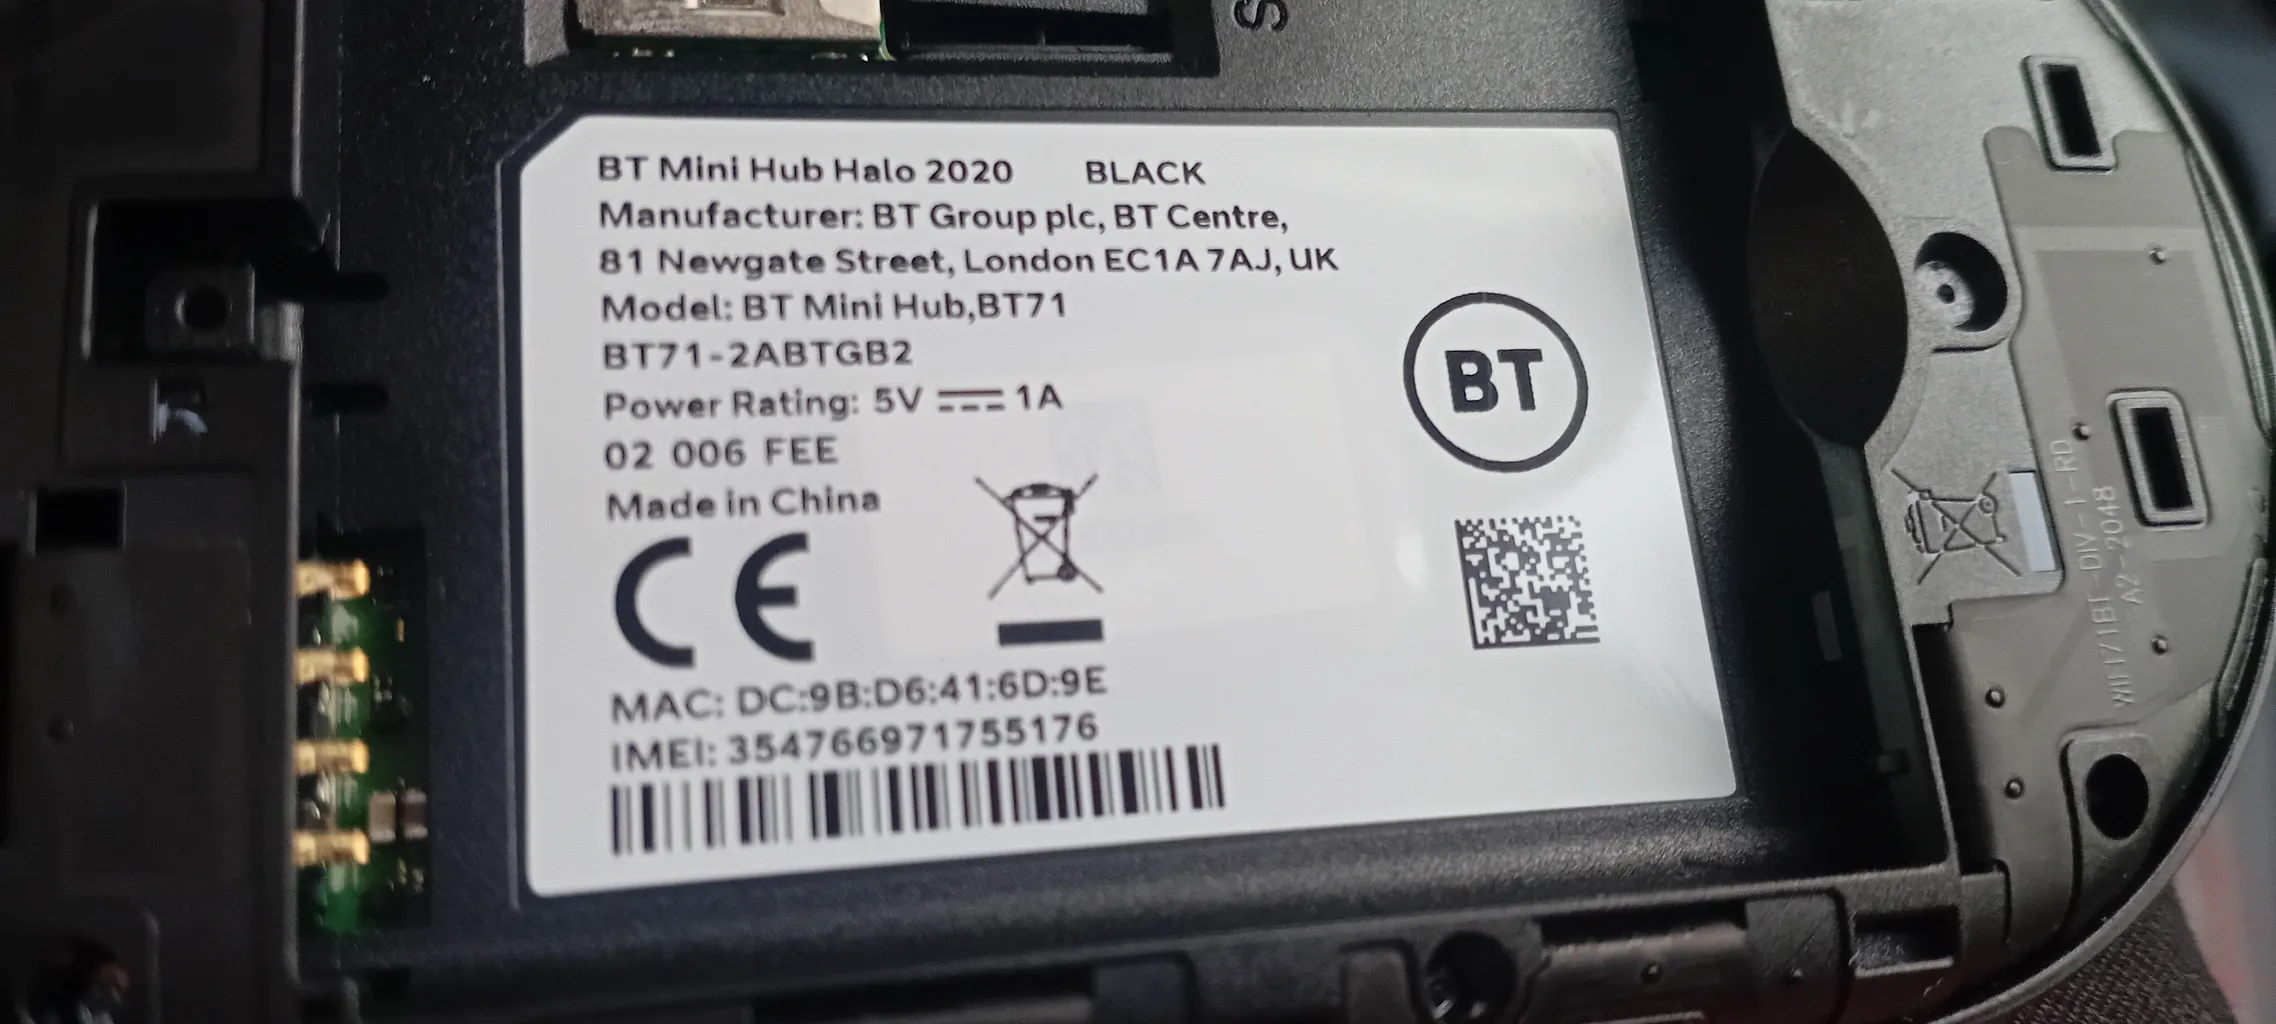 S
BT Mini Hub Halo 2020 BLACK
Manufacturer: BT Group plc, BT Centre,
81 Newgate Street, London EC1A 7AJ, UK
Model: BT Mini Hub,BT71
BT71-2ABTGB2
Power Rating: 5V ⎓ 1A
02 006 FEE
Made in China
CE
MAC: DC:9B:D6:41:6D:9E
IMEI: 354766971755176
BT
A2-2048